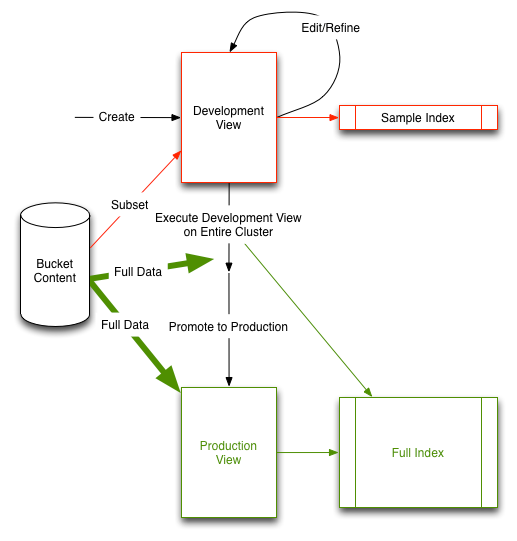 Edit/Refine
Create
Development
View
Sample Index
Subset
Execute Development View
on Entire Cluster
Bucket
Content
Full Data
Full Data
Promote to Production
Production
View
Full Index